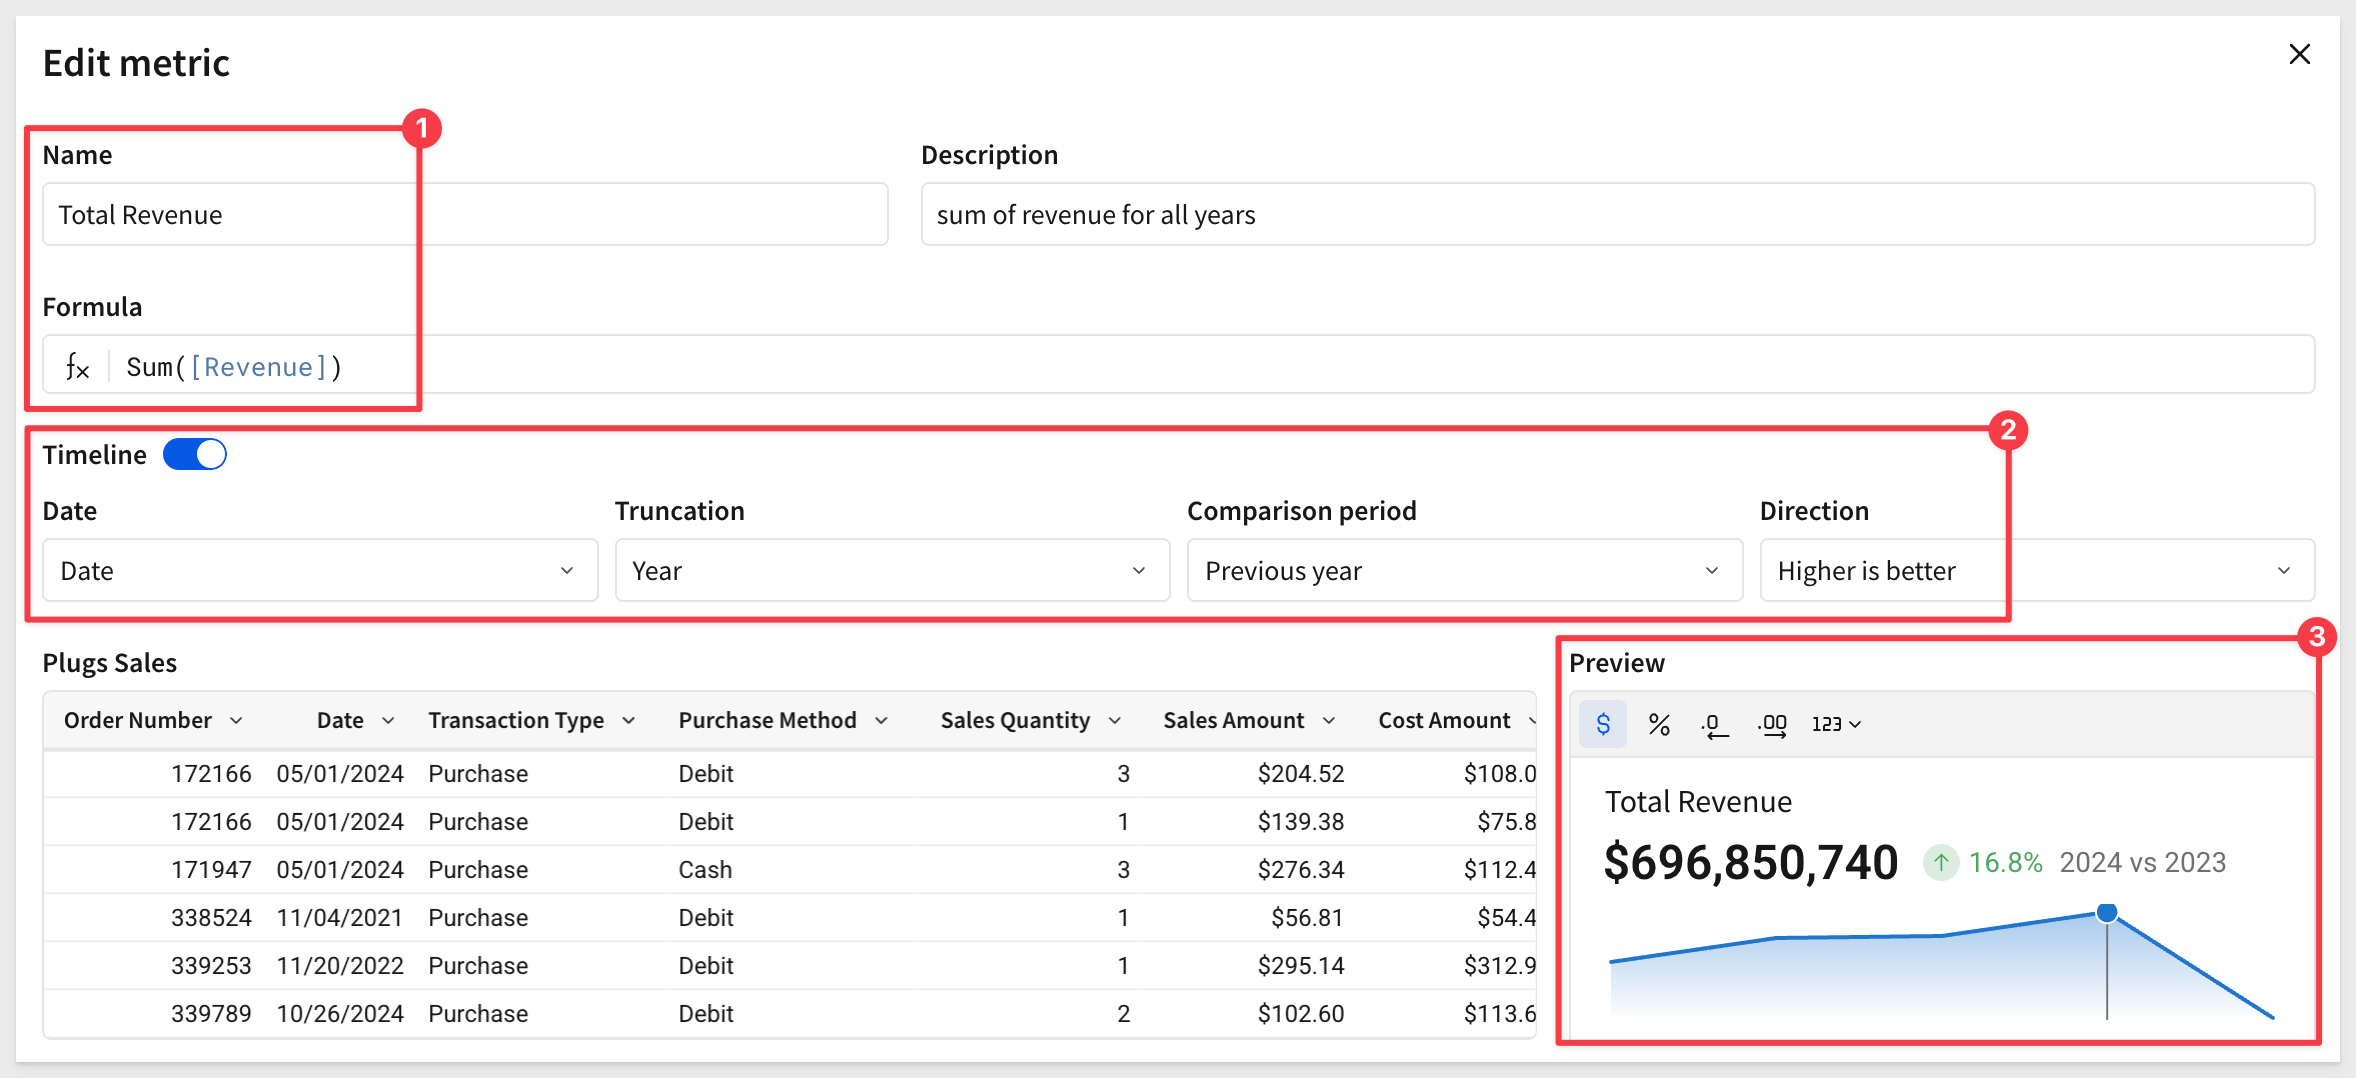 Edit metric
1
Name
Description
Total Revenue
sum of revenue for all years
Formula
fx Sum([Revenue])
2
Timeline
Date Truncation Comparison period Direction
Date Year Previous year Higher is better
3
Plugs Sales
Order Number Date Transaction Type Purchase Method Sales Quantity Sales Amount Cost Amount
172166 05/01/2024 Purchase Debit 3 $204.52 $108.0
172166 05/01/2024 Purchase Debit 1 $139.38 $75.8
171947 05/01/2024 Purchase Cash 3 $276.34 $112.4
338524 11/04/2021 Purchase Debit 1 $56.81 $54.4
339253 11/20/2022 Purchase Debit 1 $295.14 $312.9
339789 10/26/2024 Purchase Debit 2 $102.60 $113.6
Preview
$ % .0 .00 123
Total Revenue
$696,850,740 ↑ 16.8% 2024 vs 2023